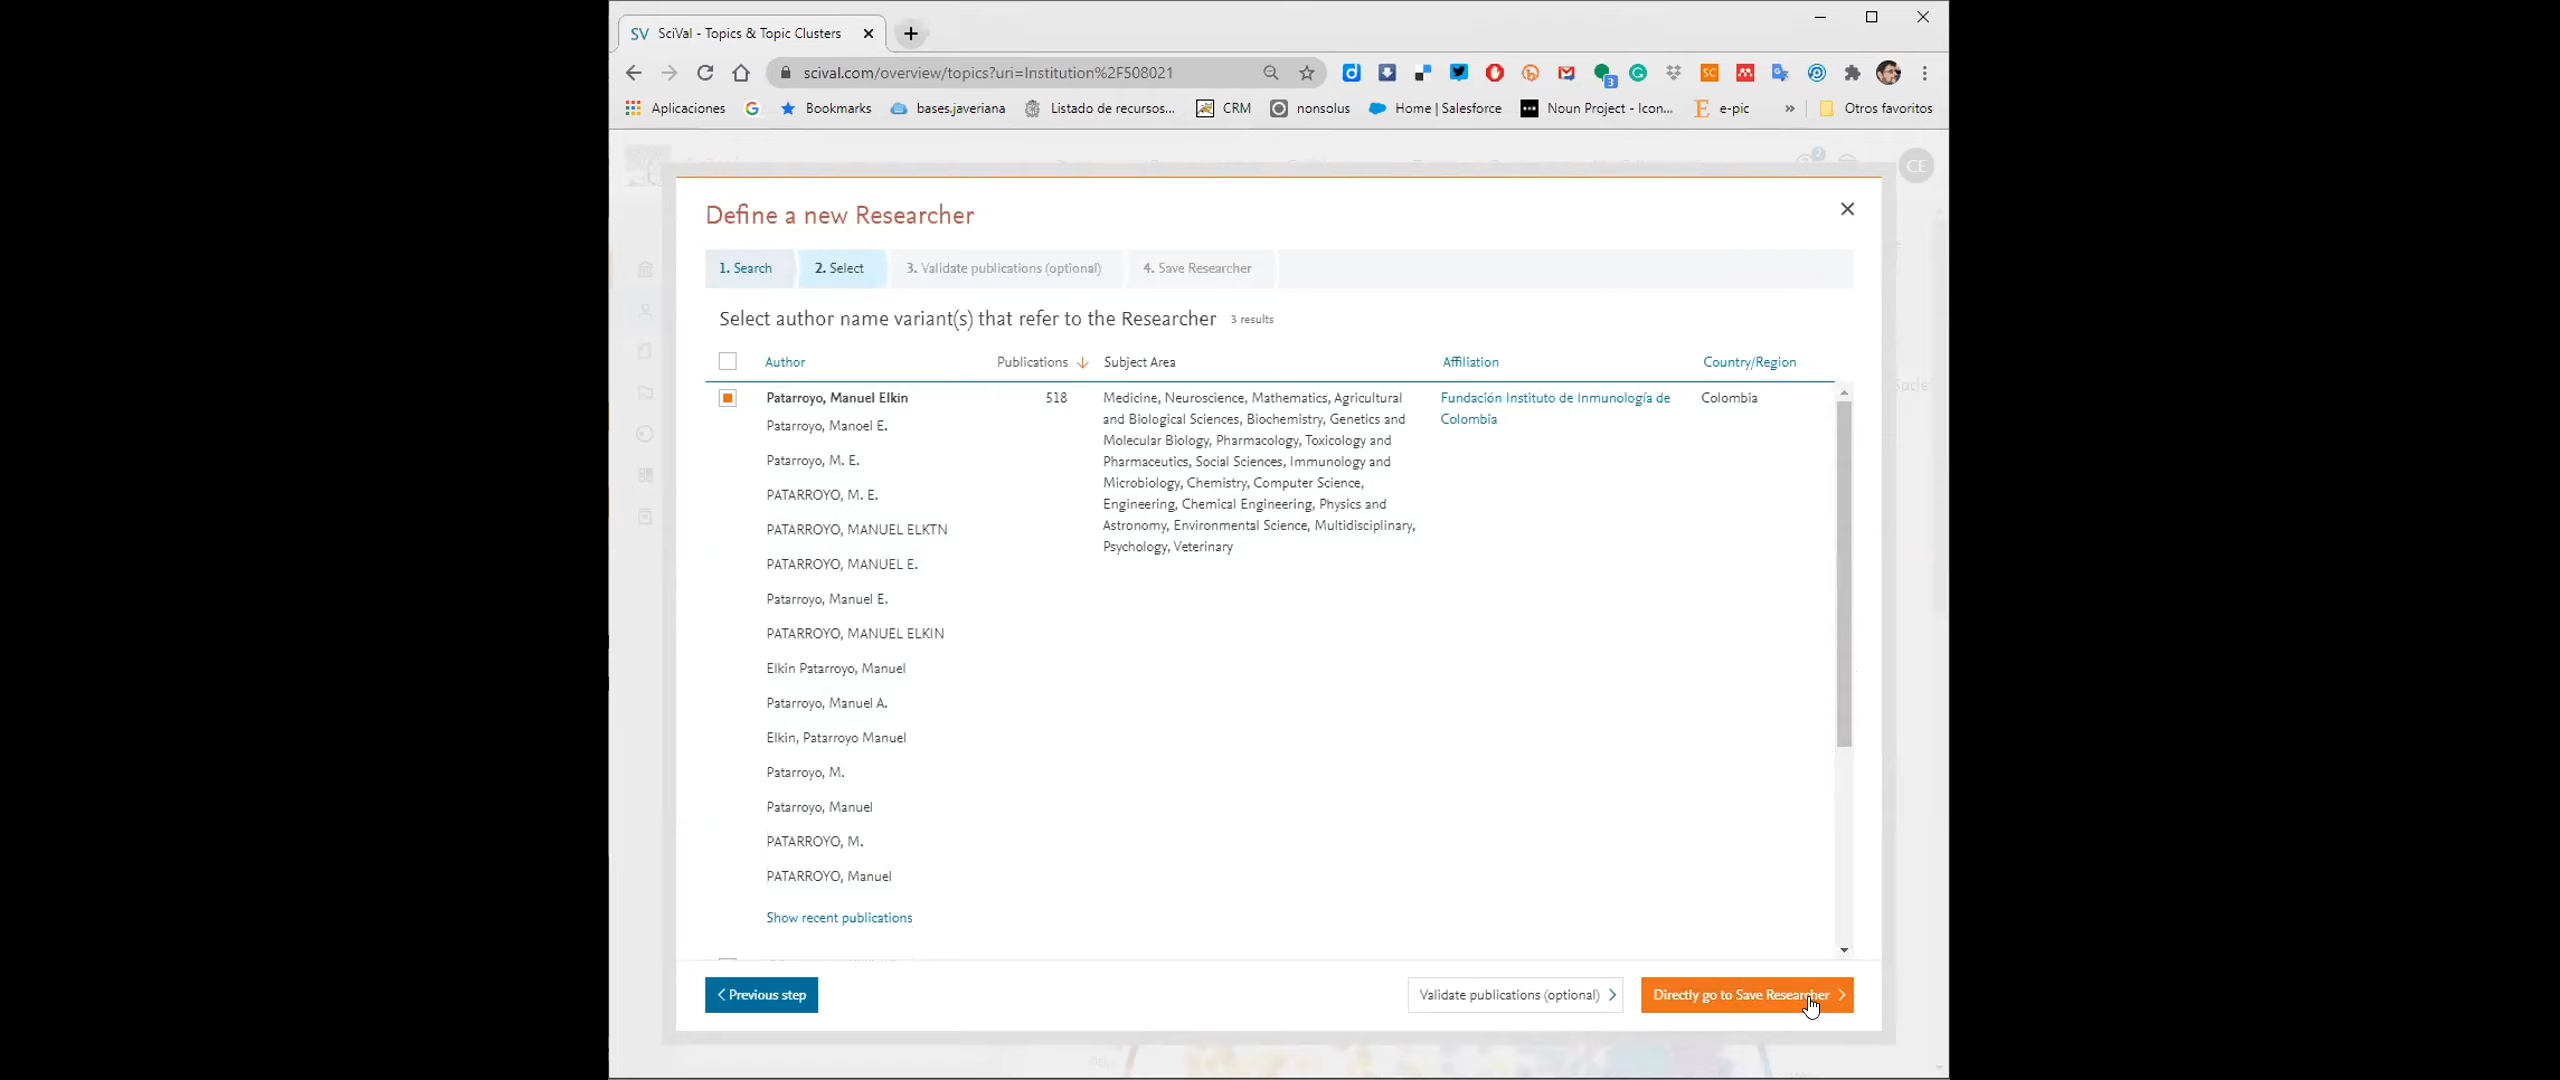 SV SciVal - Topics & Topic Clusters
scival.com/overview/topics?uri=Institution%2F508021
3
Aplicaciones Bookmarks bases.javeriana Listado de recursos... CRM nonsolus Home | Salesforce Noun Project - Icon... e-pic » Otros favoritos
2
CE
Define a new Researcher
1. Search 2. Select 3. Validate publications (optional) 4. Save Researcher
Select author name variant(s) that refer to the Researcher 3 results
Author Publications Subject Area Affiliation Country/Region
Patarroyo, Manuel Elkin 518 Medicine, Neuroscience, Mathematics, Agricultural Fundación Instituto de Inmunología de Colombia
and Biological Sciences, Biochemistry, Genetics and Colombia
Molecular Biology, Pharmacology, Toxicology and
Pharmaceutics, Social Sciences, Immunology and
Microbiology, Chemistry, Computer Science,
Engineering, Chemical Engineering, Physics and
Astronomy, Environmental Science, Multidisciplinary,
Psychology, Veterinary
Patarroyo, Manoel E.
Patarroyo, M. E.
PATARROYO, M. E.
PATARROYO, MANUEL ELKTN
PATARROYO, MANUEL E.
Patarroyo, Manuel E.
PATARROYO, MANUEL ELKIN
Elkin Patarroyo, Manuel
Patarroyo, Manuel A.
Elkin, Patarroyo Manuel
Patarroyo, M.
Patarroyo, Manuel
PATARROYO, M.
PATARROYO, Manuel
Show recent publications
Previous step Validate publications (optional) Directly go to Save Researcher